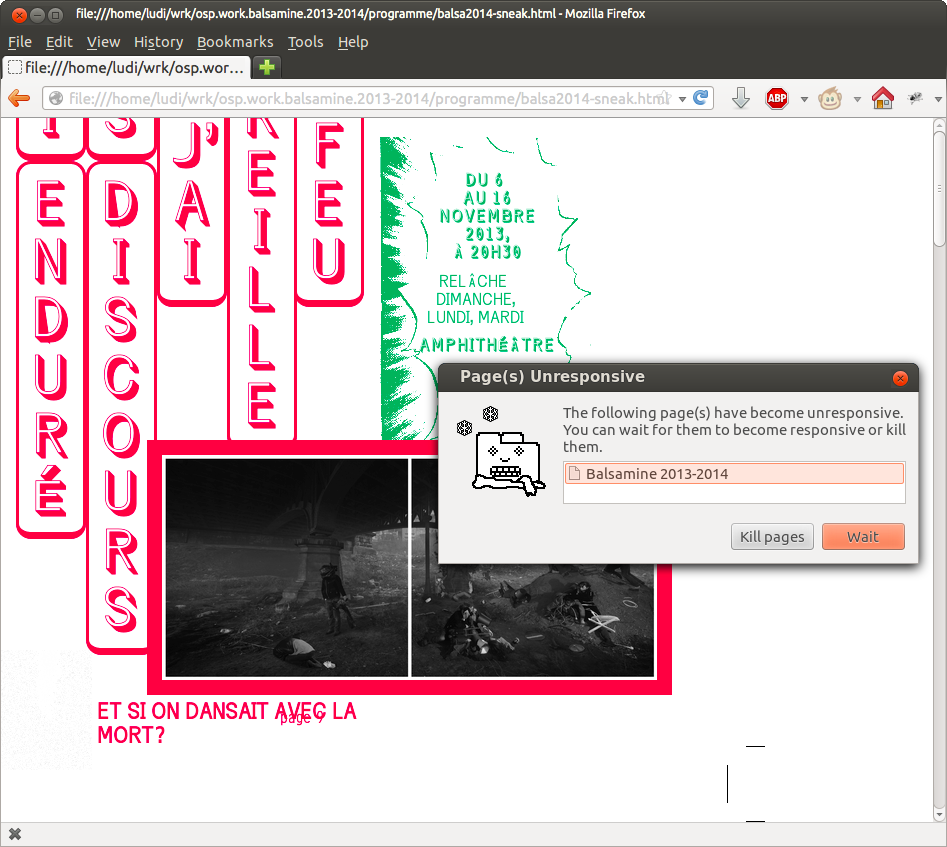 file:///home/ludi/wrk/osp.work.balsamine.2013-2014/programme/balsa2014-sneak.html - Mozilla Firefox
File Edit View History Bookmarks Tools Help
file:///home/ludi/wrk/osp.wor...
file:///home/ludi/wrk/osp.work.balsamine.2013-2014/programme/balsa2014-sneak.html
ABP
ENDURÉ
DISCOURS
J'AI
REILLE
FEU
DU 6
AU 16
NOVEMBRE
2013,
À 20H30
RELÂCHE
DIMANCHE,
LUNDI, MARDI
AMPHITHÉÂTRE
Page(s) Unresponsive
The following page(s) have become unresponsive.
You can wait for them to become responsive or kill
them.
Balsamine 2013-2014
Kill pages
Wait
ET SI ON DANSAIT AVEC LA
MORT?
page 9